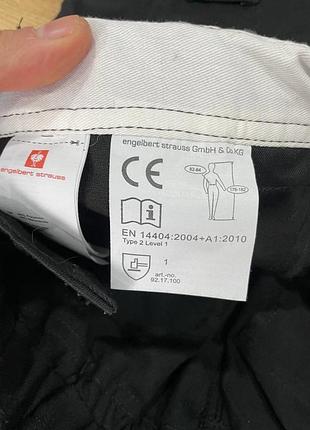 engelbert strauss
engelbert strauss GmbH & Co.KG
CE
82-84
176-182
i
EN 14404:2004+A1:2010
Type 2 Level 1
1
art.-no.
92.17.100